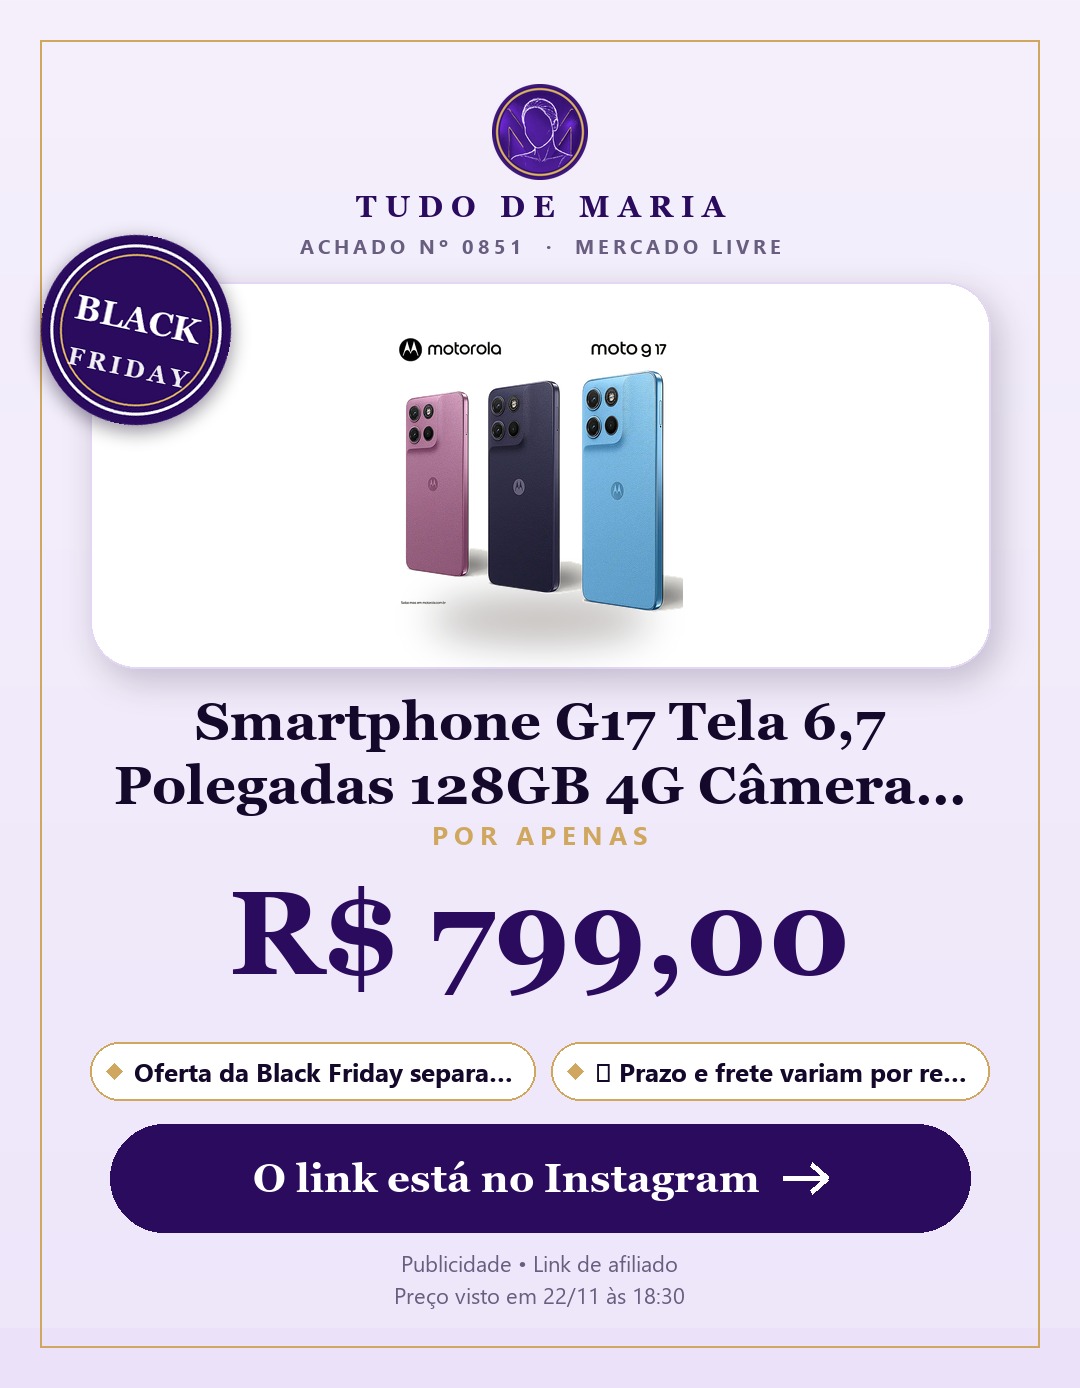 TUDO DE MARIA
ACHADO Nº 0851 · MERCADO LIVRE
BLACK
FRIDAY
motorola
moto g 17
Smartphone G17 Tela 6,7
Polegadas 128GB 4G Câmera...
POR APENAS
R$ 799,00
Oferta da Black Friday separa...
Prazo e frete variam por re...
O link está no Instagram →
Publicidade • Link de afiliado
Preço visto em 22/11 às 18:30